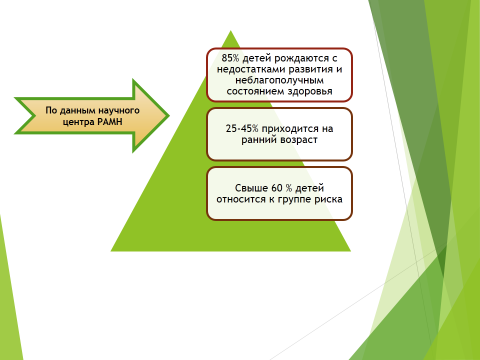 По данным научного
центра РАМН
85% детей рождаются с
недостатками развития и
неблагополучным
состоянием здоровья
25-45% приходится на
ранний возраст
Свыше 60 % детей
относится к группе риска